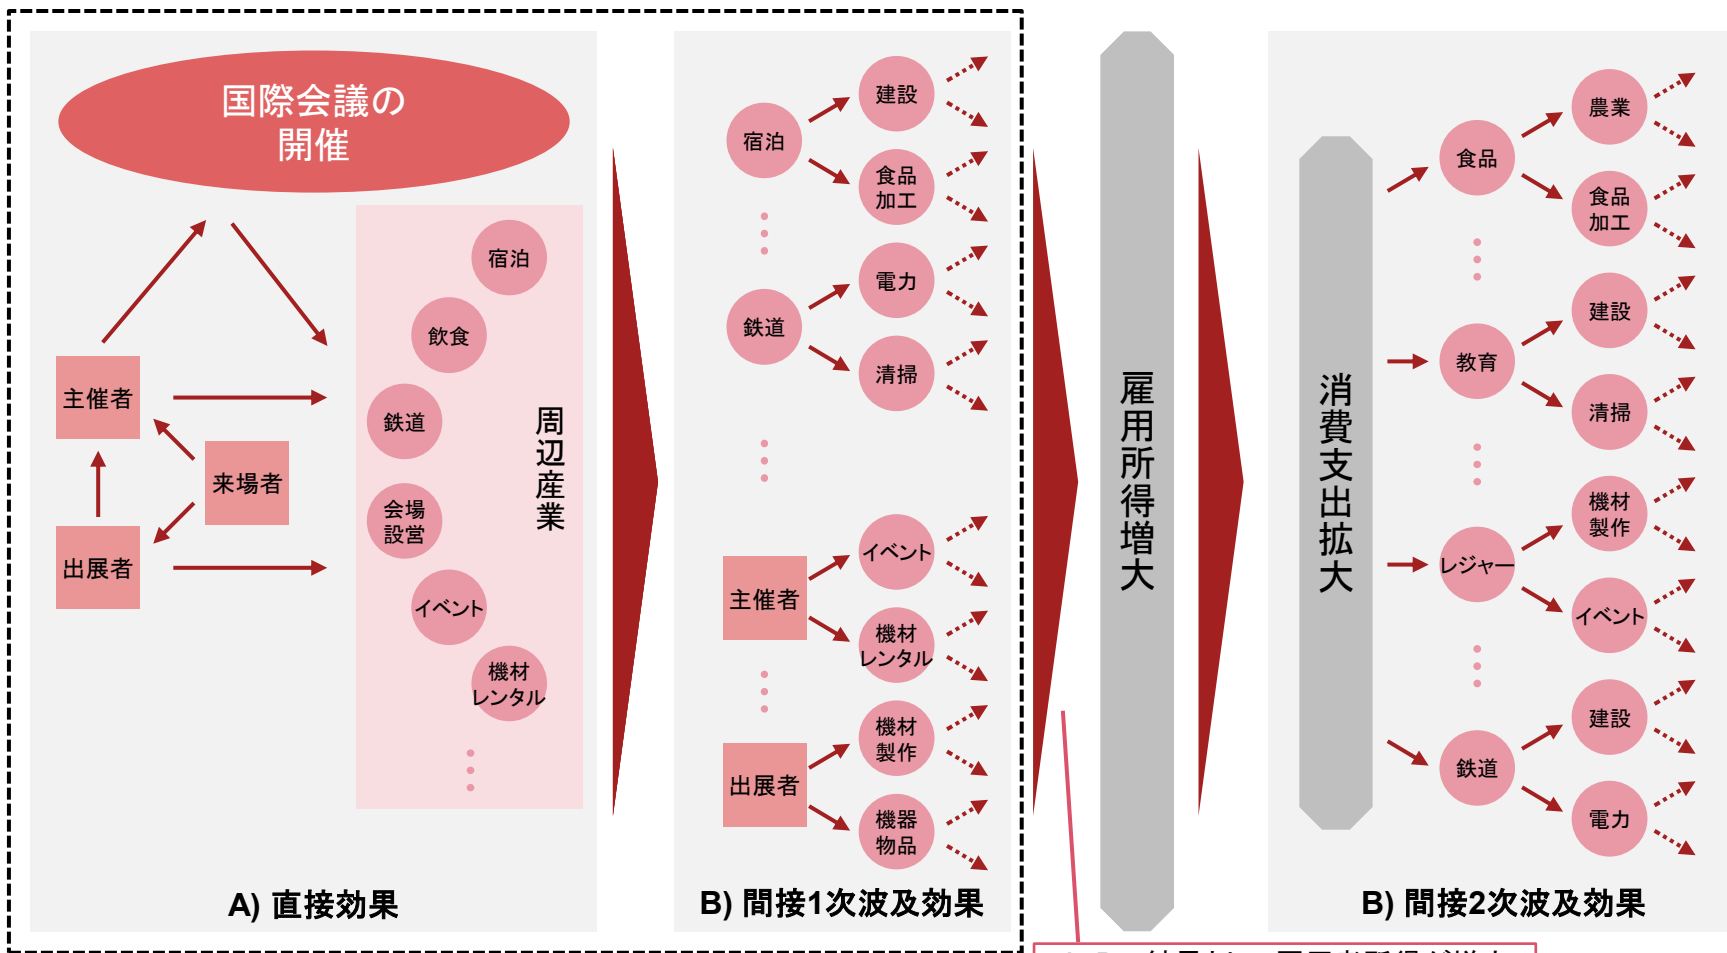 国際会議の
開催
主催者
来場者
出展者
宿泊
飲食
鉄道
会場
設営
イベント
機材
レンタル
周辺産業
A) 直接効果
宿泊
建設
食品
加工
鉄道
電力
清掃
主催者
イベント
機材
レンタル
出展者
機材
製作
機器
物品
B) 間接1次波及効果
雇用所得増大
消費支出拡大
食品
農業
食品
加工
教育
建設
清掃
レジャー
機材
製作
イベント
鉄道
建設
電力
B) 間接2次波及効果